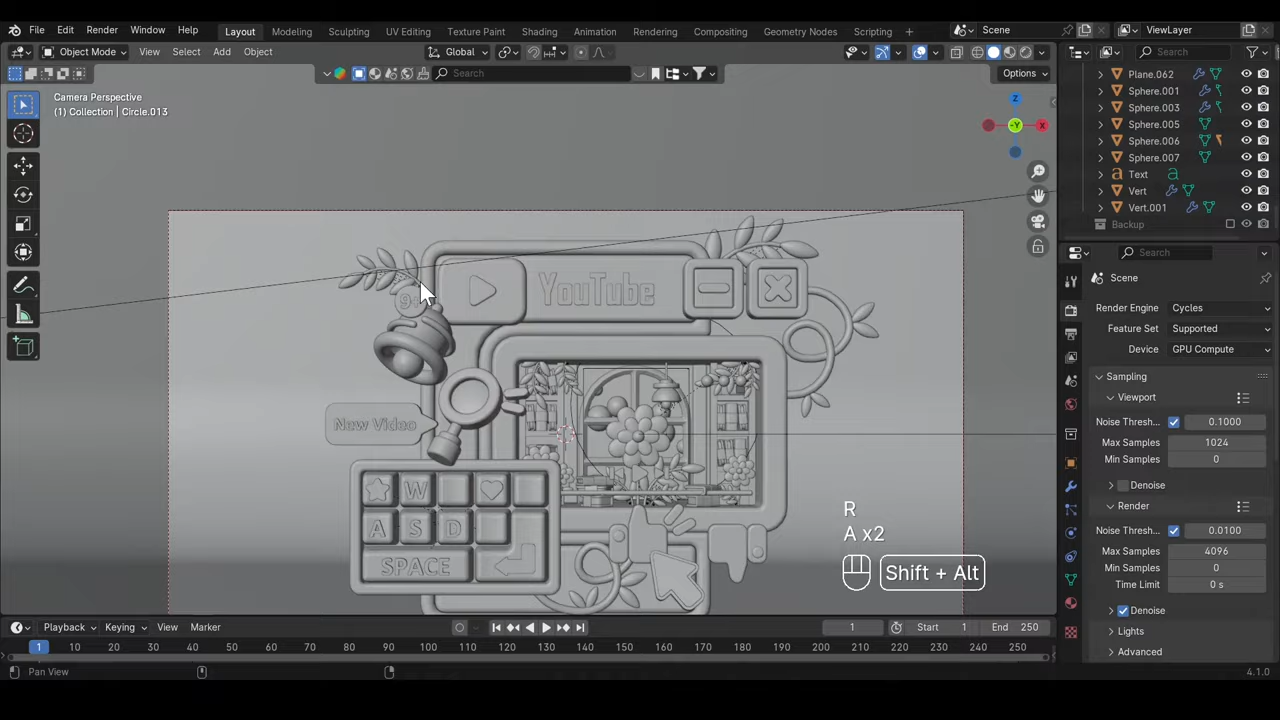 File Edit Render Window Help Layout Modeling Sculpting UV Editing Texture Paint Shading Animation Rendering Compositing Geometry Nodes Scripting Scene ViewLayer
Object Mode View Select Add Object Global Search
Search Options
Camera Perspective
(1) Collection | Circle.013
Z
-Y
X
Plane.062
Sphere.001
Sphere.003
Sphere.005
Sphere.006
Sphere.007
Text
Vert
Vert.001
Backup
Search
Scene
Render Engine Cycles
Feature Set Supported
Device GPU Compute
Sampling
Viewport
Noise Thresh... 0.1000
Max Samples 1024
Min Samples 0
Denoise
Render
Noise Thresh... 0.0100
Max Samples 4096
Min Samples 0
Time Limit 0 s
Denoise
Lights
Advanced
YouTube
9+
New Video
W
A S D
SPACE
R
A x2
Shift + Alt
Playback Keying View Marker 1 Start 1 End 250
1 10 20 30 40 50 60 70 80 90 100 110 120 130 140 150 160 170 180 190 200 210 220 230 240 250
Pan View 4.1.0